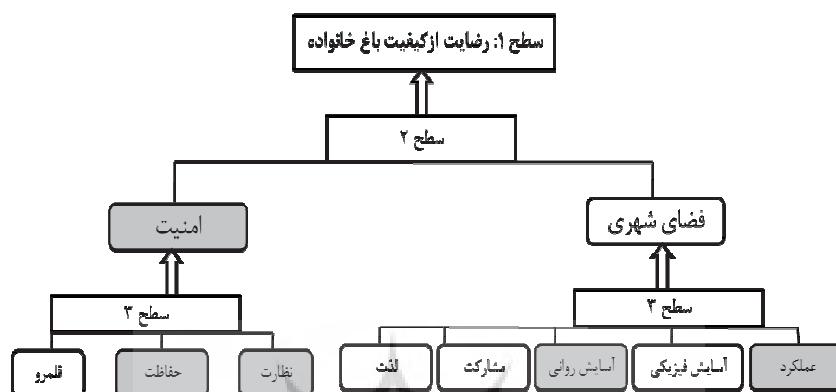 سطح ۱: رضایت ازکیفیت باغ خانواده
سطح ۲
فضای شهری
امنیت
سطح ۳
سطح ۳
عملکرد
آسایش فیزیکی
آسایش روانی
مشارکت
لذت
نظارت
حفاظت
قلمرو